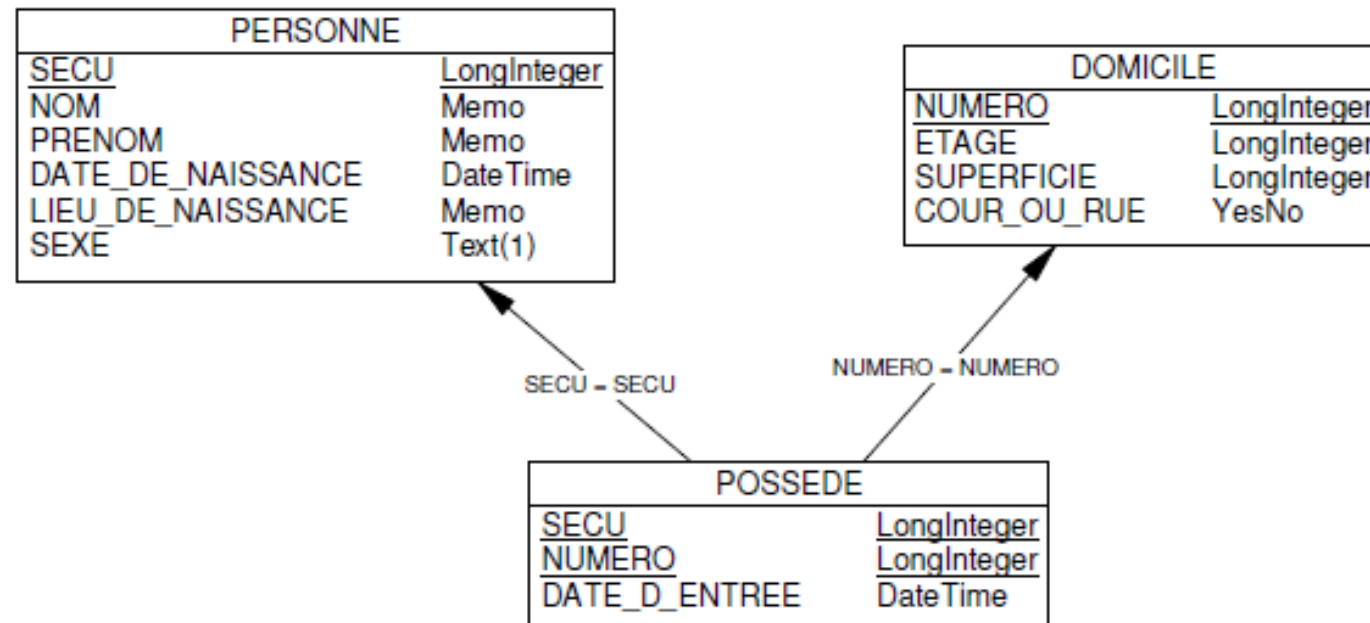 PERSONNE
SECU LongInteger
NOM Memo
PRENOM Memo
DATE_DE_NAISSANCE DateTime
LIEU_DE_NAISSANCE Memo
SEXE Text(1)
DOMICILE
NUMERO LongInteger
ETAGE LongInteger
SUPERFICIE LongInteger
COUR_OU_RUE YesNo
SECU = SECU
NUMERO = NUMERO
POSSEDE
SECU LongInteger
NUMERO LongInteger
DATE_D_ENTREE DateTime